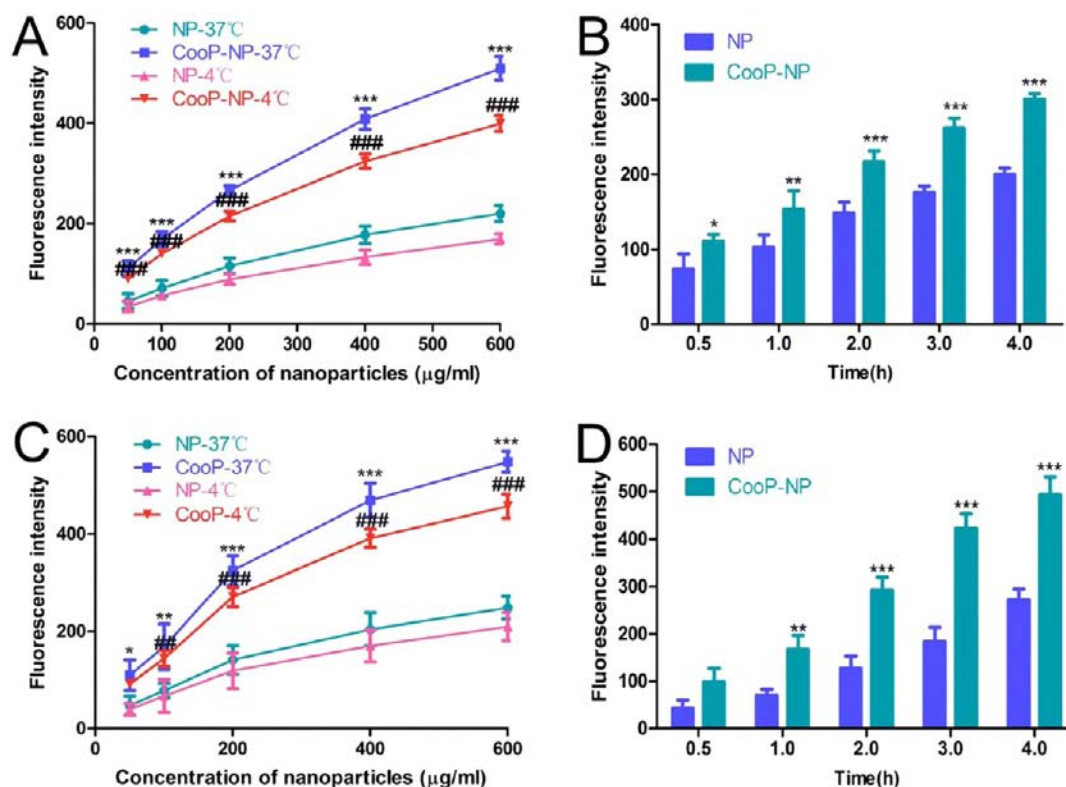 A
NP-37℃
CooP-NP-37℃
NP-4℃
CooP-NP-4℃
Fluorescence intensity
600
400
200
0
*** *** *** *** ***
### ### ### ### ###
0 100 200 300 400 500 600
Concentration of nanoparticles (μg/ml)
B
NP
CooP-NP
Fluorescence intensity
400
300
200
100
0
* ** *** *** ***
0.5 1.0 2.0 3.0 4.0
Time(h)
C
NP-37℃
CooP-37℃
NP-4℃
CooP-4℃
Fluorescence intensity
600
400
200
0
* ** *** *** ***
## ### ### ###
0 200 400 600
Concentration of nanoparticles (μg/ml)
D
NP
CooP-NP
Fluorescence intensity
600
500
400
300
200
100
0
** *** *** ***
0.5 1.0 2.0 3.0 4.0
Time(h)